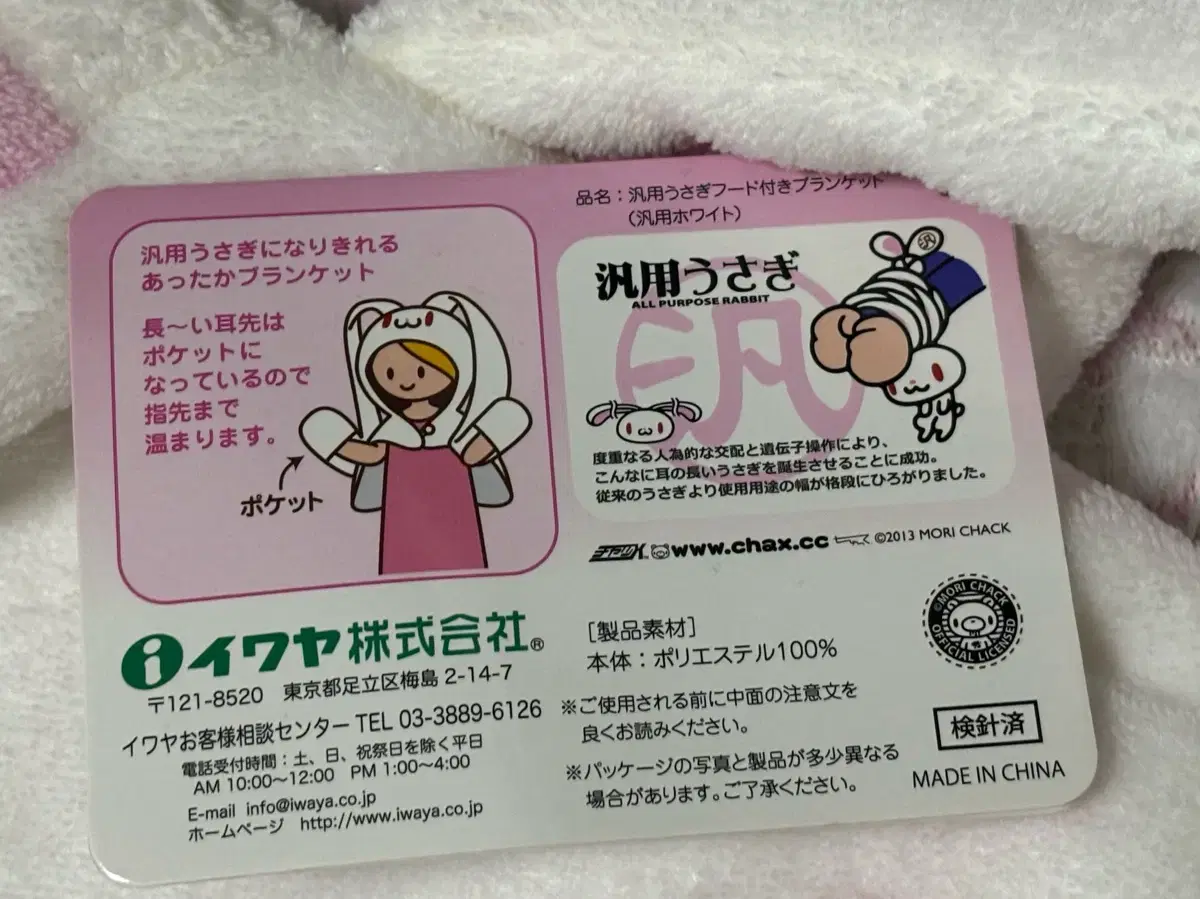 品名：汎用うさぎフード付きブランケット
（汎用ホワイト）
汎用うさぎになりきれる
あったかブランケット
長〜い耳先は
ポケットに
なっているので
指先まで
温まります。
ポケット
汎用うさぎ
ALL PURPOSE RABBIT
汎
汎
度重なる人為的な交配と遺伝子操作により、
こんなに耳の長いうさぎを誕生させることに成功。
従来のうさぎより使用用途の幅が格段にひろがりました。
チャックス www.chax.cc ©2013 MORI CHACK
iイワヤ株式会社®
〒121-8520 東京都足立区梅島 2-14-7
イワヤお客様相談センター TEL 03-3889-6126
電話受付時間：土、日、祝祭日を除く平日
AM 10:00〜12:00 PM 1:00〜4:00
E-mail info@iwaya.co.jp
ホームページ http://www.iwaya.co.jp
［製品素材］
本体：ポリエステル100%
※ご使用される前に中面の注意文を
良くお読みください。
※パッケージの写真と製品が多少異なる
場合があります。ご了承ください。
©MORI CHACK
OFFICIAL LICENSED
検針済
MADE IN CHINA